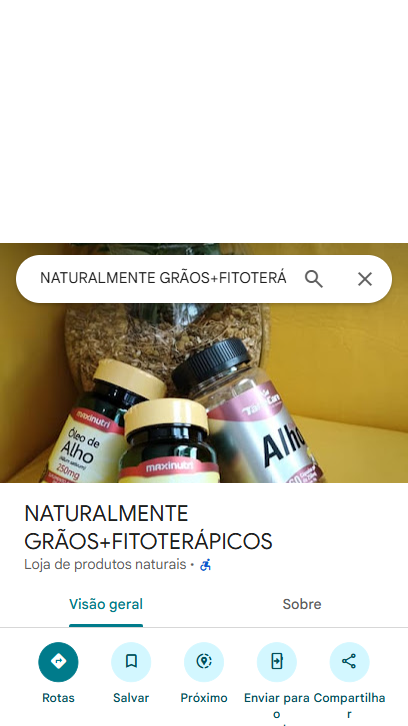 NATURALMENTE GRÃOS+FITOTERÁ
maxinutri
Óleo de
Alho
250mg
maxinutri
Alho
60
NATURALMENTE
GRÃOS+FITOTERÁPICOS
Loja de produtos naturais ·
Visão geral
Sobre
Rotas
Salvar
Próximo
Enviar para o
Compartilhar